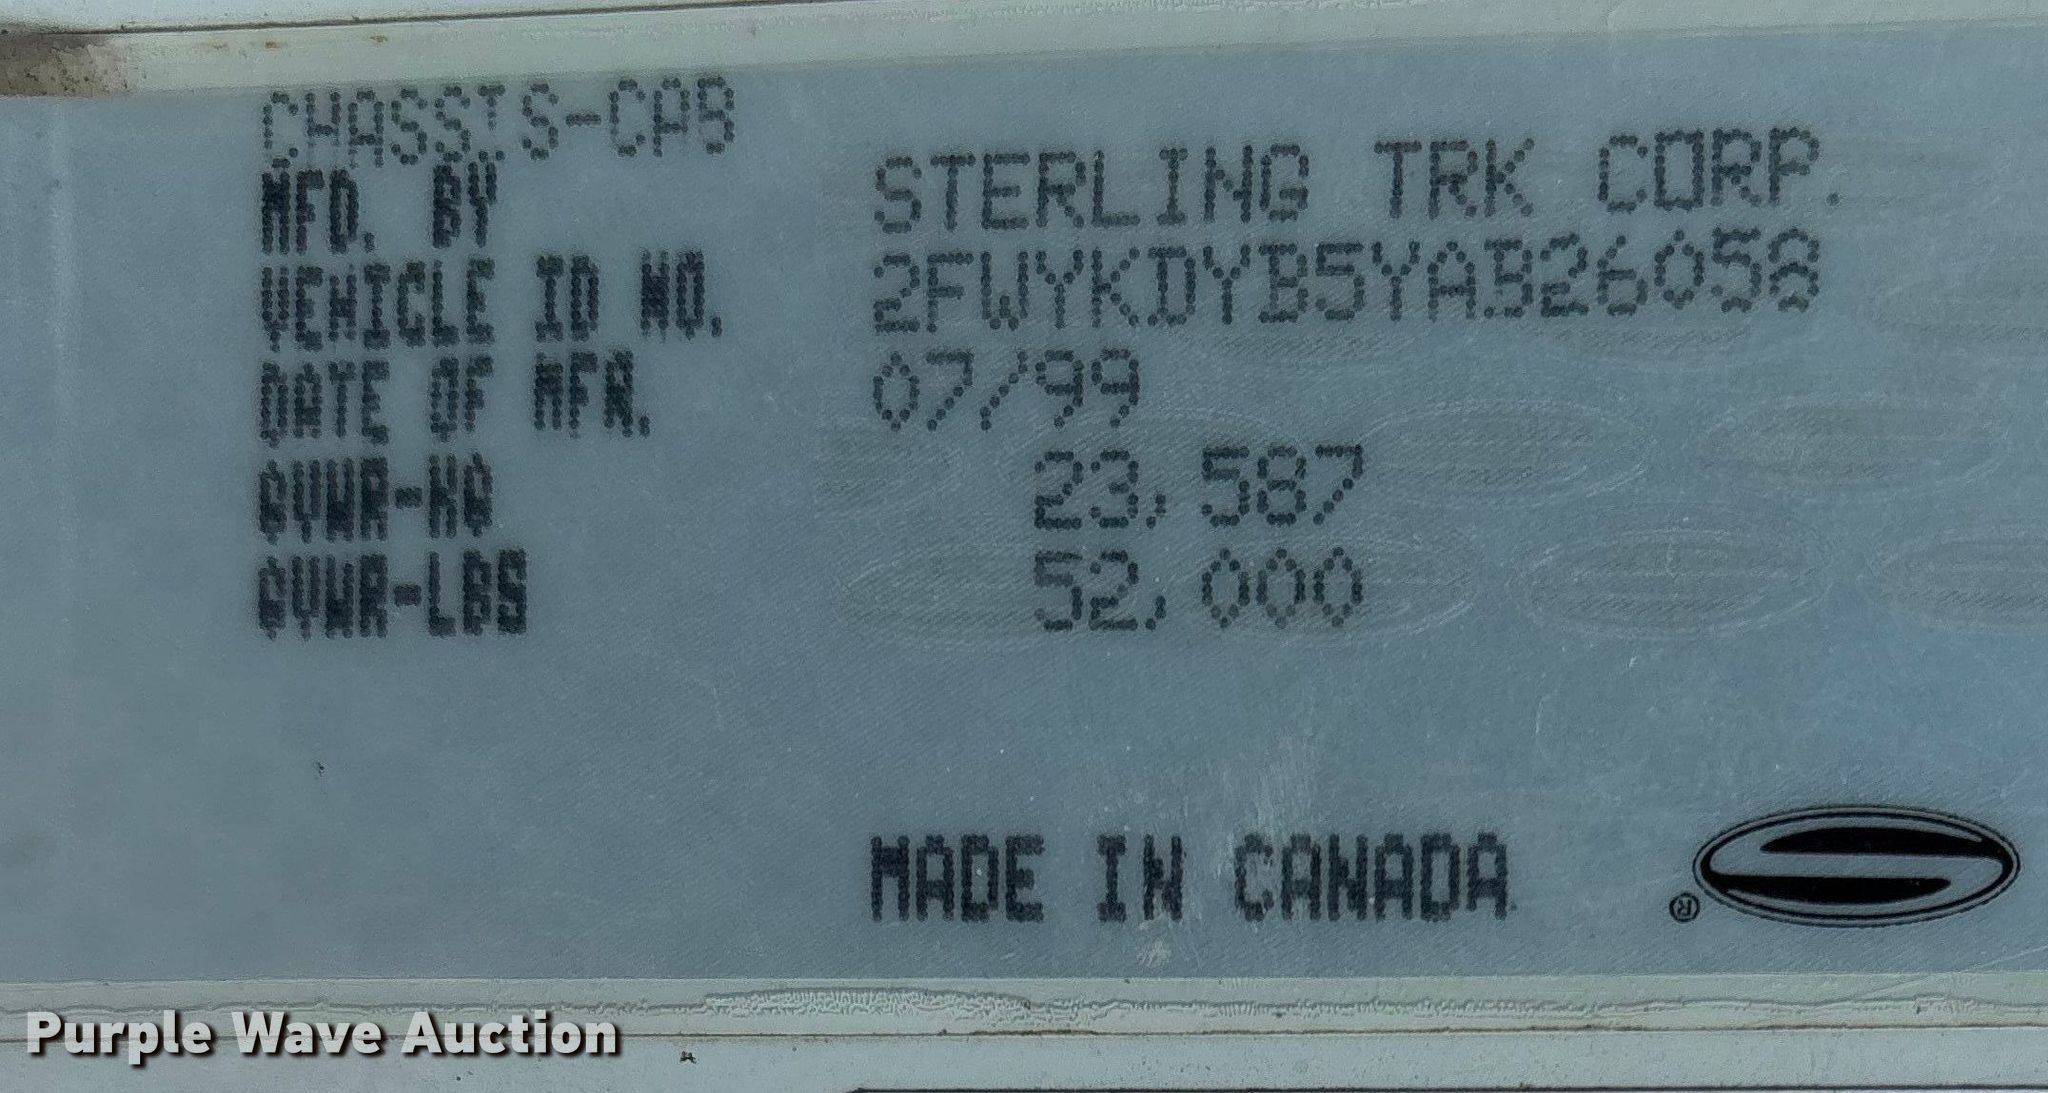 CHASSIS-CAB
MFD. BY STERLING TRK CORP.
VEHICLE ID NO. 2FWYKDYB5YAB26058
DATE OF MFR. 07/99
GVWR-KG 23,587
GVWR-LBS 52,000
MADE IN CANADA
®
Purple Wave Auction